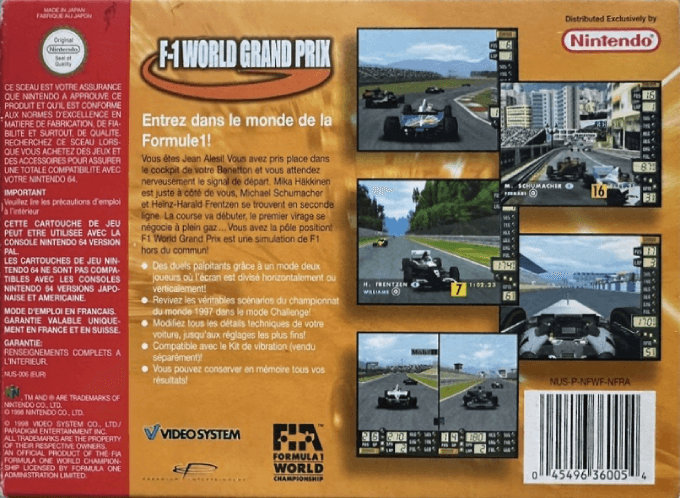 MADE IN JAPAN
FABRIQUE AU JAPON
Original
Nintendo
Seal of
Quality
CE SCEAU EST VOTRE ASSURANCE
QUE NINTENDO A APPROUVE CE
PRODUIT ET QU'IL EST CONFORME
AUX NORMES D'EXCELLENCE EN
MATIERE DE FABRICATION, DE FIA-
BILITE ET SURTOUT, DE QUALITE.
RECHERCHEZ CE SCEAU LORS-
QUE VOUS ACHETEZ DES JEUX ET
DES ACCESSOIRES POUR ASSURER
UNE TOTALE COMPATIBILITE AVEC
VOTRE NINTENDO 64.
IMPORTANT
Veuillez lire les précautions d'emploi
à l'intérieur
CETTE CARTOUCHE DE JEU
PEUT ETRE UTILISEE AVEC LA
CONSOLE NINTENDO 64 VERSION
PAL.
LES CARTOUCHES DE JEU NIN-
TENDO 64 NE SONT PAS COMPA-
TIBLES AVEC LES CONSOLES
NINTENDO 64 VERSIONS JAPO-
NAISE ET AMERICAINE.
MODE D'EMPLOI EN FRANCAIS.
GARANTIE VALABLE UNIQUE-
MENT EN FRANCE ET EN SUISSE.
GARANTIE:
RENSEIGNEMENTS COMPLETS A
L'INTERIEUR.
NUS-006 (EUR)
TM AND ® ARE TRADEMARKS OF
NINTENDO CO., LTD.
© 1998 NINTENDO CO., LTD.
© 1998 VIDEO SYSTEM CO., LTD./
PARADIGM ENTERTAINMENT INC.
ALL TRADEMARKS ARE THE PROPERTY
OF THEIR RESPECTIVE OWNERS.
AN OFFICIAL PRODUCT OF THE FIA
FORMULA ONE WORLD CHAMPION-
SHIP LICENSED BY FORMULA ONE
ADMINISTRATION LIMITED.
F-1 WORLD GRAND PRIX
Entrez dans le monde de la
Formule1!
Vous êtes Jean Alesi! Vous avez pris place dans
le cockpit de votre Benetton et vous attendez
nerveusement le signal de départ. Mika Häkkinen
est juste à côté de vous, Michael Schumacher
et Heinz-Harald Frentzen se trouvent en seconde
ligne. La course va débuter, le premier virage se
négocie à plein gaz... Vous avez la pôle position!
F1 World Grand Prix est une simulation de F1
hors du commun!
Des duels palpitants grâce à un mode deux
joueurs où l'écran est divisé horizontalement ou
verticalement!
Revivez les véritables scénarios du championnat
du monde 1997 dans le mode Challenge!
Modifiez tous les détails techniques de votre
voiture, jusqu'aux réglages les plus fins!
Compatible avec le Kit de vibration (vendu
séparément)!
Vous pouvez conserver en mémoire tous vos
résultats!
VIDEO SYSTEM
FIA
FORMULA 1
WORLD
CHAMPIONSHIP
Distributed Exclusively by
Nintendo
M. SCHUMACHER
16
H. FRENTZEN
WILLIAMS
7
NUS-P-NFWF-NFRA
0 45496 36005 4